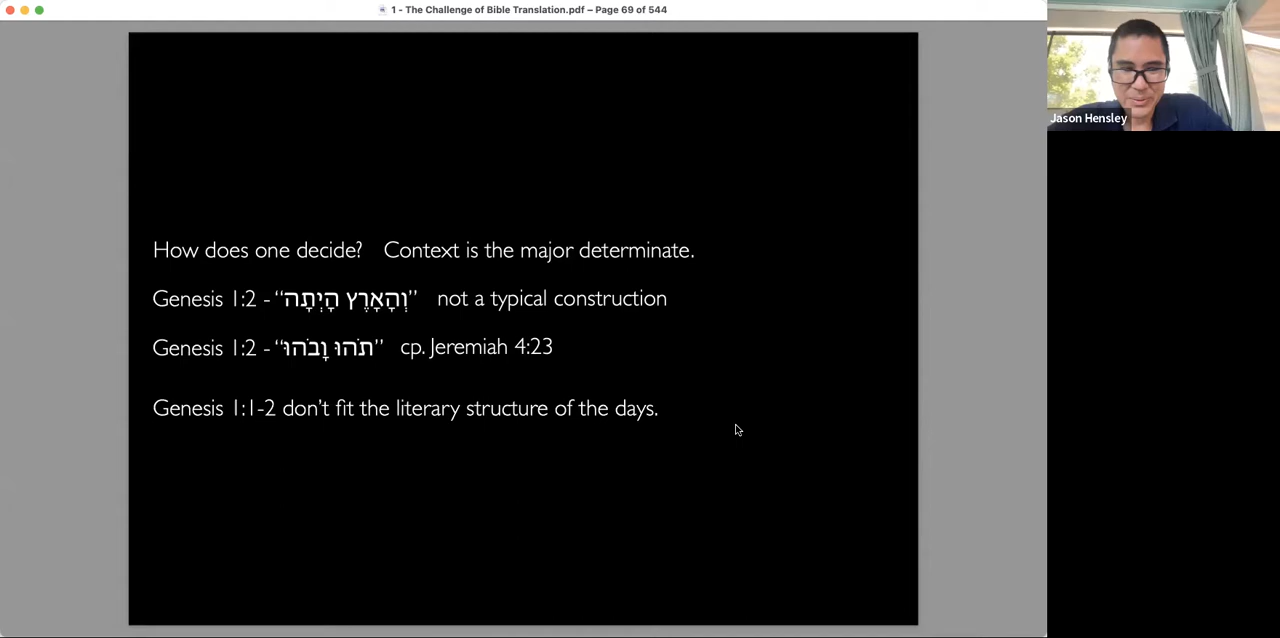 1 - The Challenge of Bible Translation.pdf – Page 69 of 544
Jason Hensley
How does one decide? Context is the major determinate.
Genesis 1:2 - “וְהָאָרֶץ הָיְתָה” not a typical construction
Genesis 1:2 - “תֹהוּ וָבֹהוּ” cp. Jeremiah 4:23
Genesis 1:1-2 don’t fit the literary structure of the days.